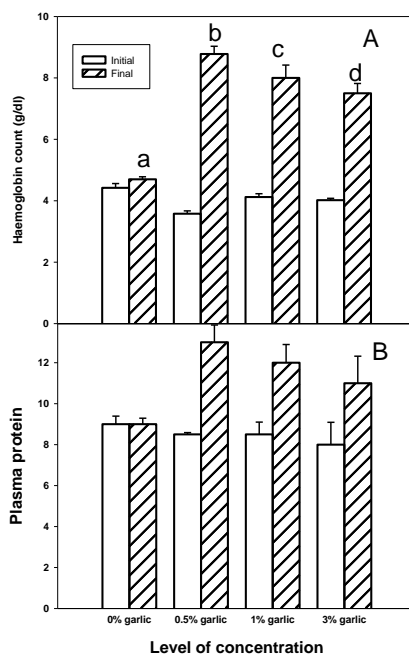 A
Initial
Final
Haemoglobin count (g/dl)
10
8
6
4
2
0
a
b
c
d
B
Plasma protein
12
10
8
6
4
2
0
0% garlic 0.5% garlic 1% garlic 3% garlic
Level of concentration